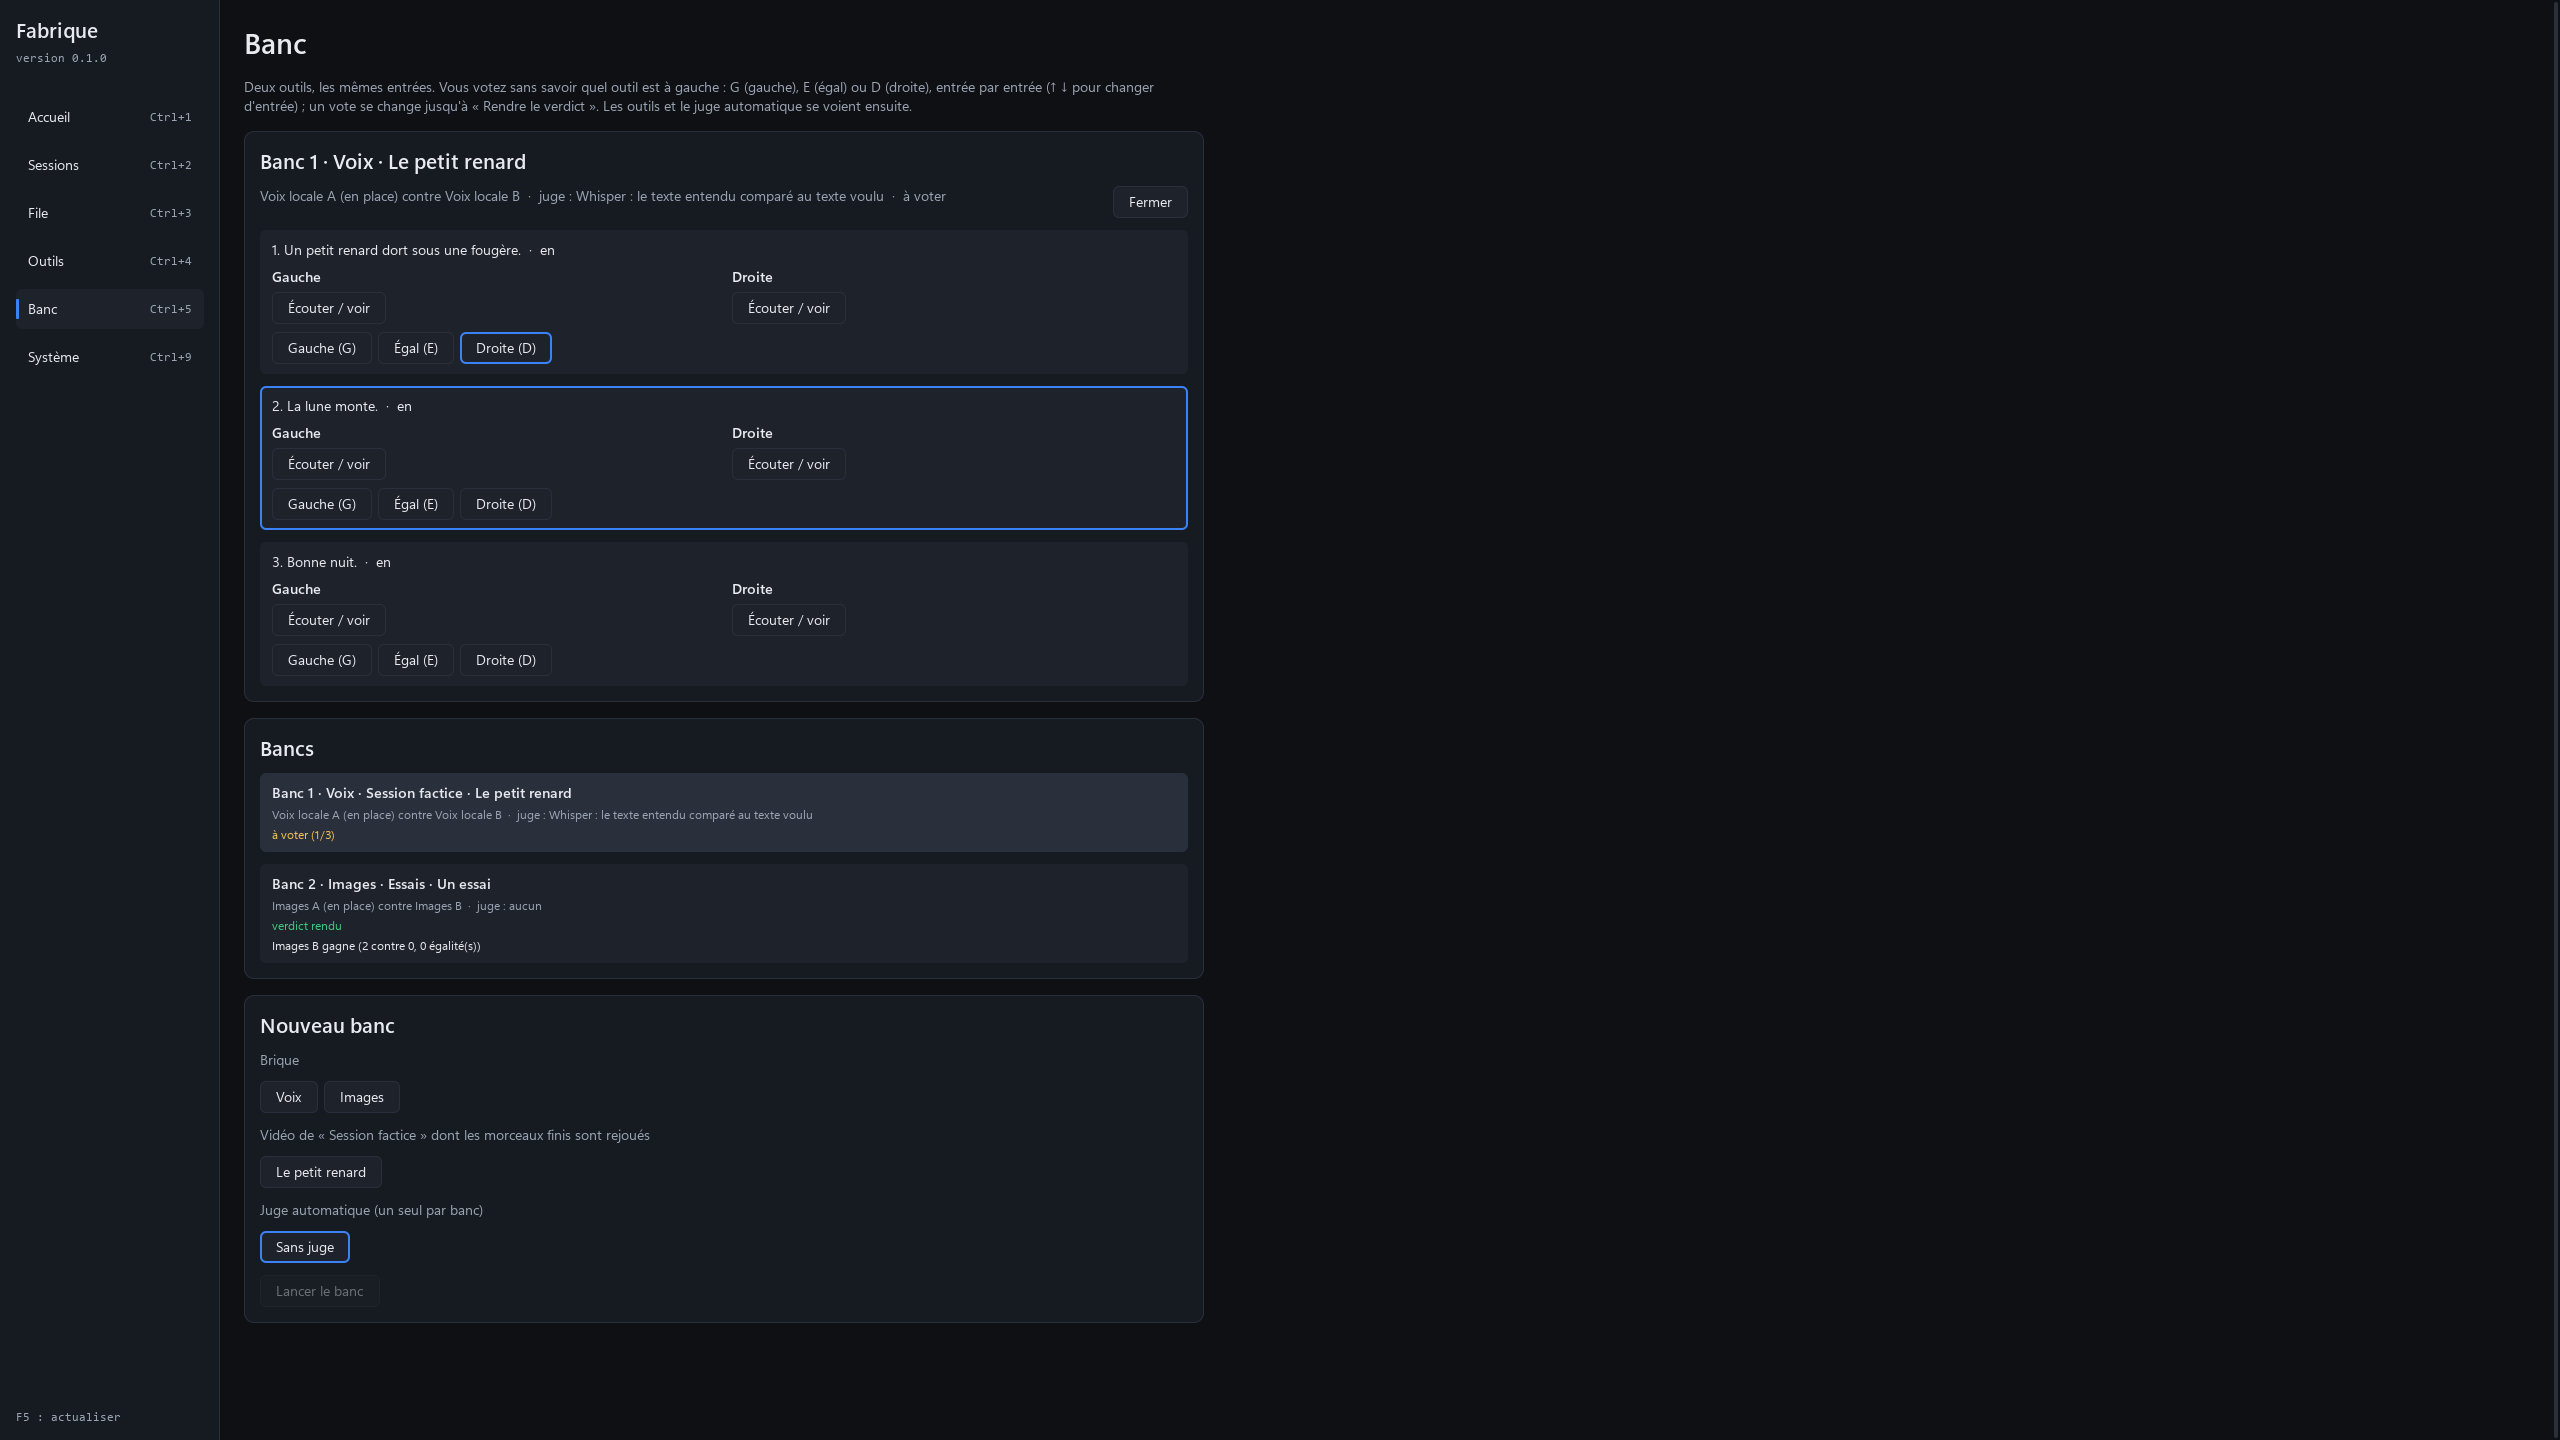 Fabrique
version 0.1.0
Accueil Ctrl+1
Sessions Ctrl+2
File Ctrl+3
Outils Ctrl+4
Banc Ctrl+5
Système Ctrl+9
F5 : actualiser
Banc
Deux outils, les mêmes entrées. Vous votez sans savoir quel outil est à gauche : G (gauche), E (égal) ou D (droite), entrée par entrée (↑ ↓ pour changer
d'entrée) ; un vote se change jusqu'à « Rendre le verdict ». Les outils et le juge automatique se voient ensuite.
Banc 1 · Voix · Le petit renard
Voix locale A (en place) contre Voix locale B · juge : Whisper : le texte entendu comparé au texte voulu · à voter
Fermer
1. Un petit renard dort sous une fougère. · en
Gauche Droite
Écouter / voir Écouter / voir
Gauche (G) Égal (E) Droite (D)
2. La lune monte. · en
Gauche Droite
Écouter / voir Écouter / voir
Gauche (G) Égal (E) Droite (D)
3. Bonne nuit. · en
Gauche Droite
Écouter / voir Écouter / voir
Gauche (G) Égal (E) Droite (D)
Bancs
Banc 1 · Voix · Session factice · Le petit renard
Voix locale A (en place) contre Voix locale B · juge : Whisper : le texte entendu comparé au texte voulu
à voter (1/3)
Banc 2 · Images · Essais · Un essai
Images A (en place) contre Images B · juge : aucun
verdict rendu
Images B gagne (2 contre 0, 0 égalité(s))
Nouveau banc
Brique
Voix Images
Vidéo de « Session factice » dont les morceaux finis sont rejoués
Le petit renard
Juge automatique (un seul par banc)
Sans juge
Lancer le banc